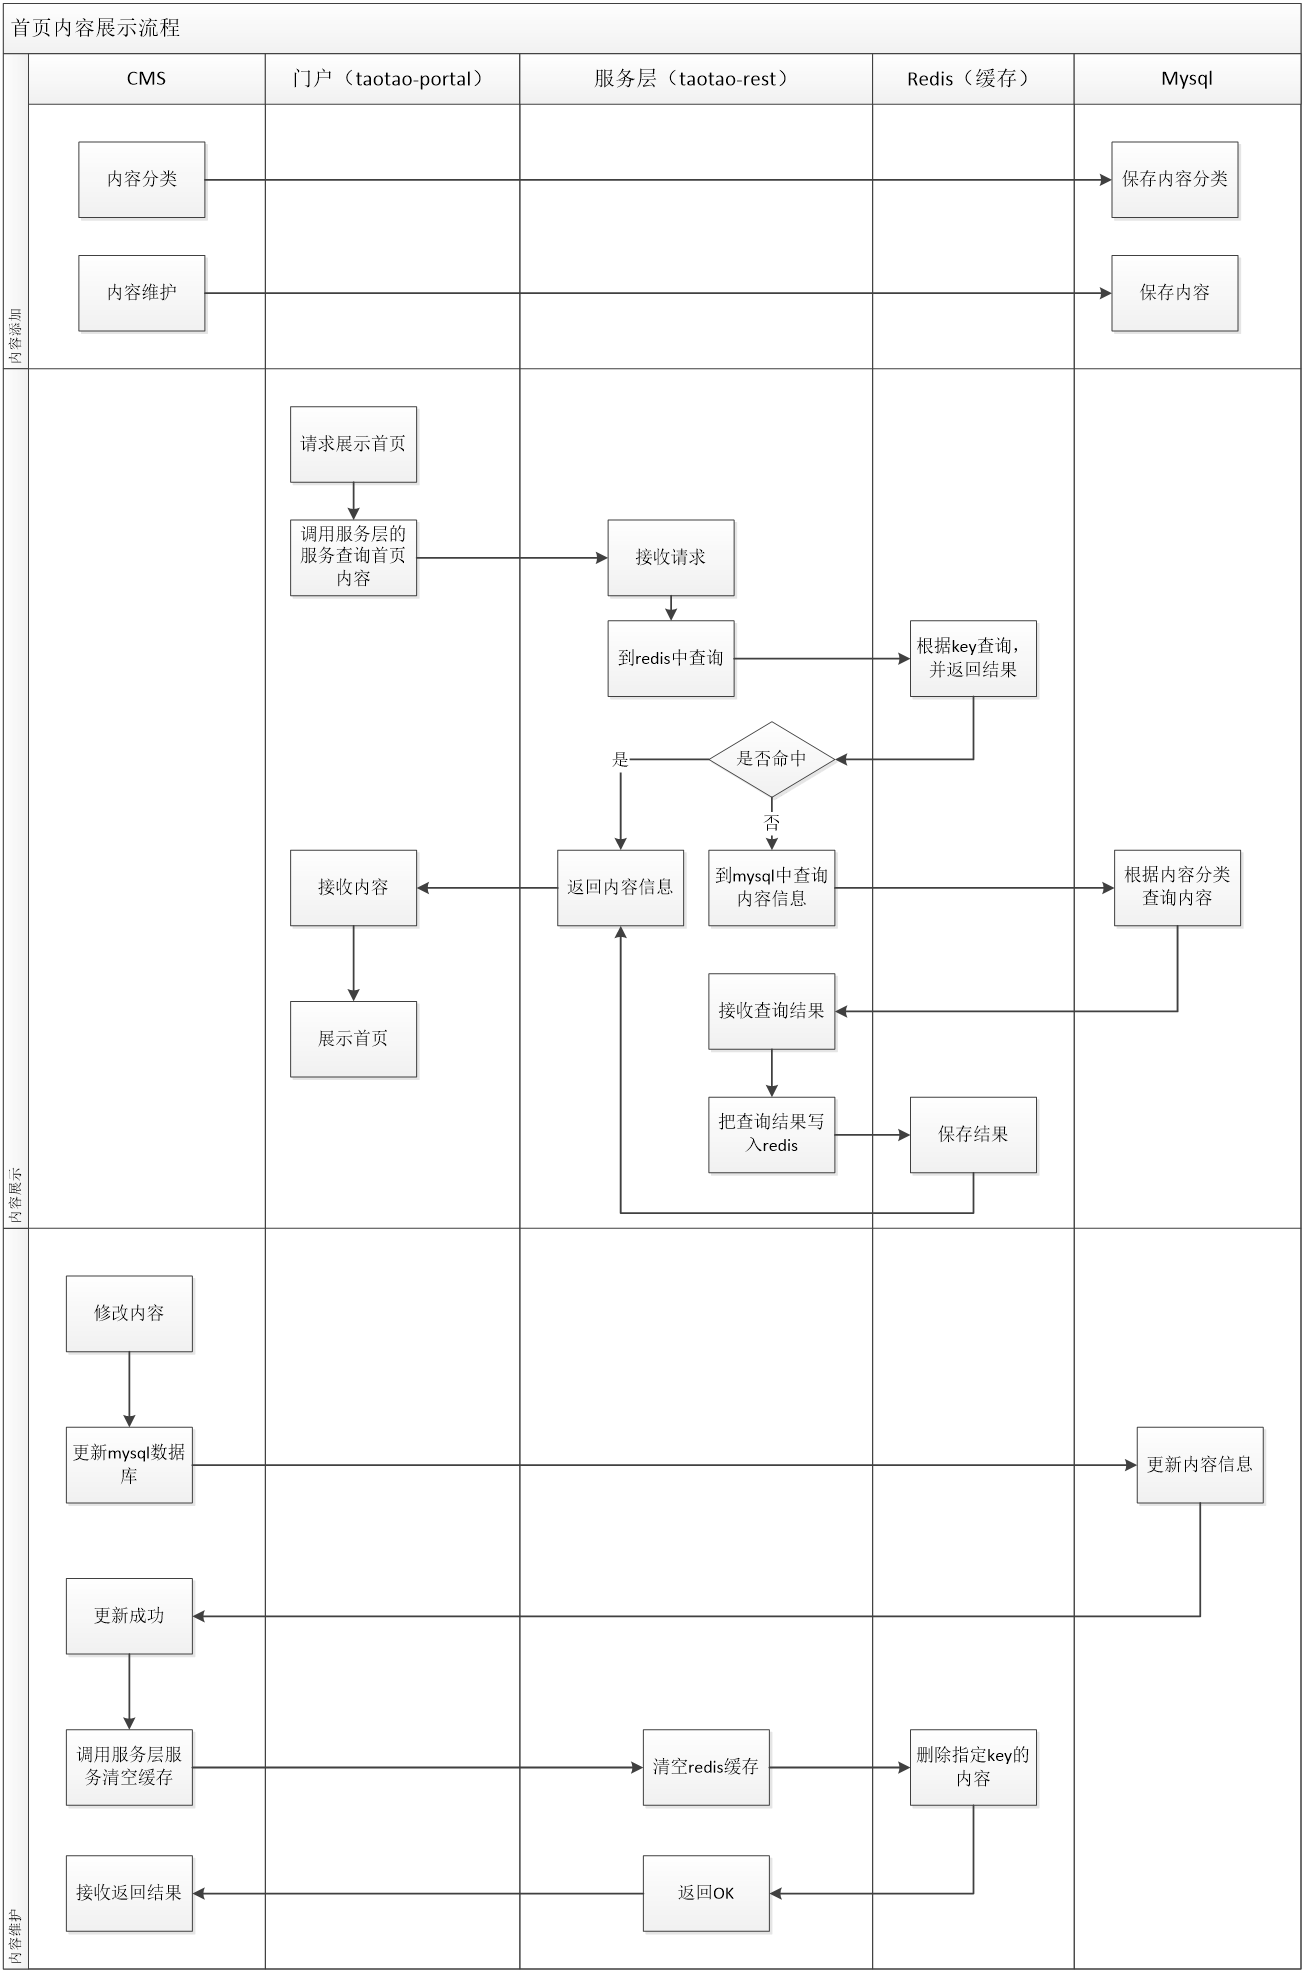 首页内容展示流程
CMS
门户（taotao-portal）
服务层（taotao-rest）
Redis（缓存）
Mysql
内容添加
内容分类
保存内容分类
内容维护
保存内容
内容展示
请求展示首页
调用服务层的
服务查询首页
内容
接收请求
到redis中查询
根据key查询，
并返回结果
是否命中
是
否
接收内容
返回内容信息
到mysql中查询
内容信息
根据内容分类
查询内容
接收查询结果
展示首页
把查询结果写
入redis
保存结果
内容维护
修改内容
更新mysql数据
库
更新内容信息
更新成功
调用服务层服
务清空缓存
清空redis缓存
删除指定key的
内容
接收返回结果
返回OK